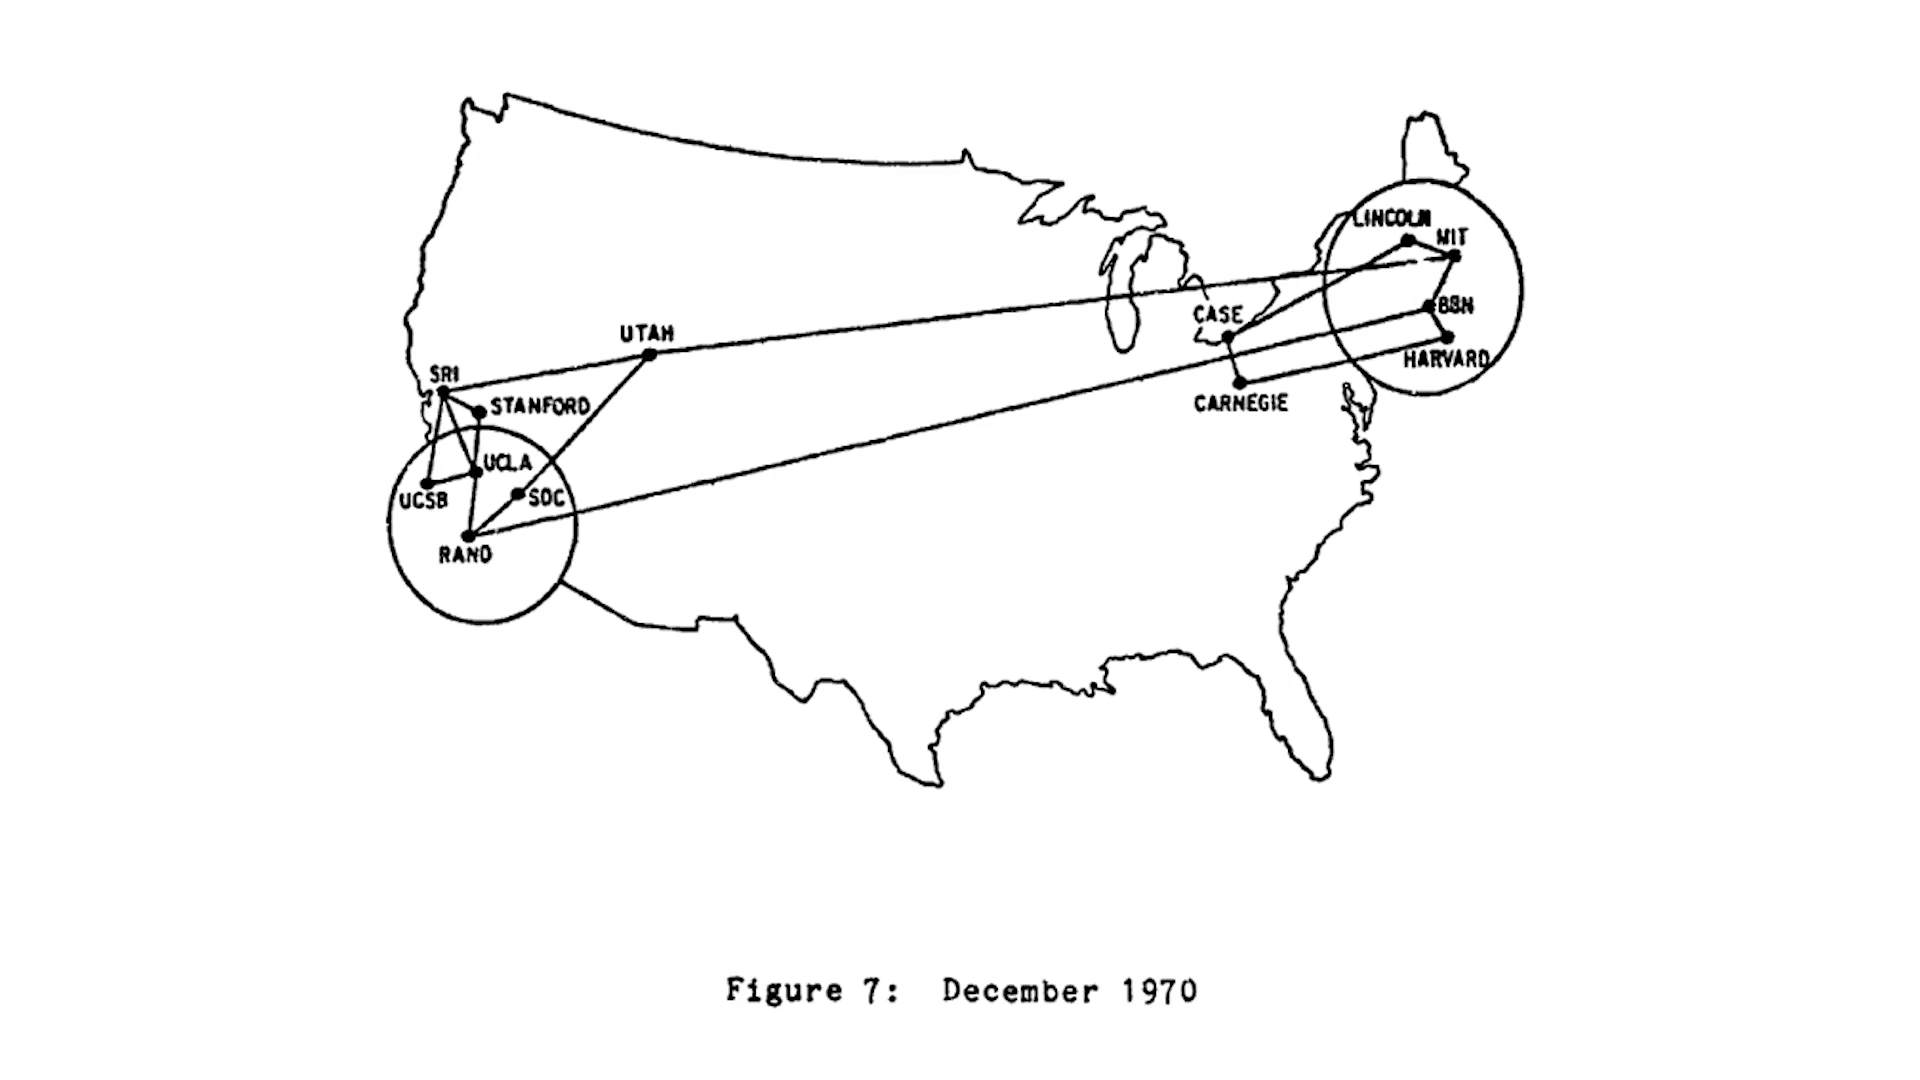 LINCOLN
MIT
BBN
CASE
HARVARD
UTAH
SRI
CARNEGIE
STANFORD
UCLA
UCSB
SDC
RAND
Figure 7: December 1970